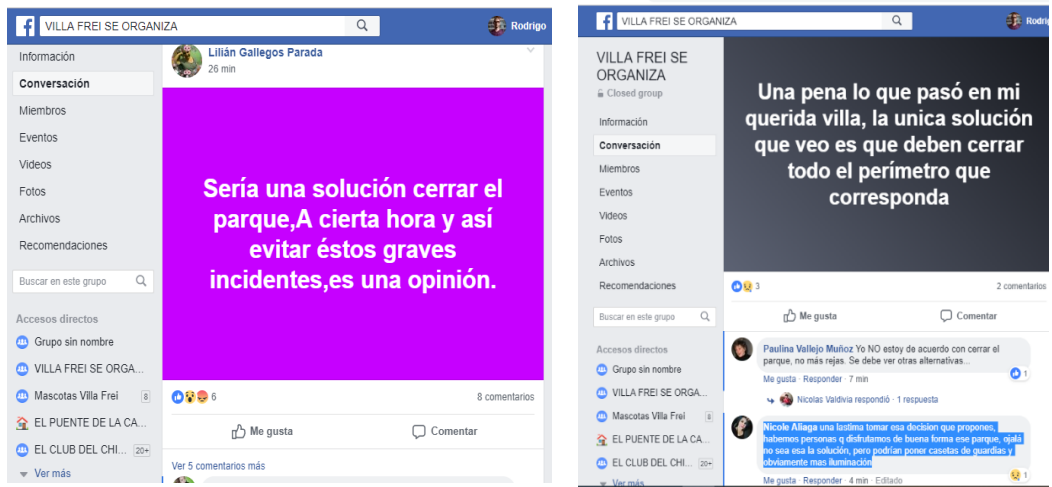 VILLA FREI SE ORGANIZA
Rodrigo
Información
Conversación
Miembros
Eventos
Videos
Fotos
Archivos
Recomendaciones
Buscar en este grupo
Accesos directos
Grupo sin nombre
VILLA FREI SE ORGA...
Mascotas Villa Frei 8
EL PUENTE DE LA CA...
EL CLUB DEL CHI... 20+
Ver más
Lilián Gallegos Parada
26 min
Sería una solución cerrar el
parque,A cierta hora y así
evitar éstos graves
incidentes,es una opinión.
6
8 comentarios
Me gusta Comentar
Ver 5 comentarios más
VILLA FREI SE ORGANIZA
VILLA FREI SE
ORGANIZA
Closed group
Información
Conversación
Miembros
Eventos
Videos
Fotos
Archivos
Recomendaciones
Buscar en este grupo
Accesos directos
Grupo sin nombre
VILLA FREI SE ORGA...
Mascotas Villa Frei 8
EL PUENTE DE LA CA...
EL CLUB DEL CHI... 20+
Ver más
Una pena lo que pasó en mi
querida villa, la unica solución
que veo es que deben cerrar
todo el perímetro que
corresponda
3
2 comentarios
Me gusta Comentar
Paulina Vallejo Muñoz Yo NO estoy de acuerdo con cerrar el
parque, no más rejas. Se debe ver otras alternativas...
1
Me gusta · Responder · 7 min
Nicolas Valdivia respondió · 1 respuesta
Nicole Aliaga una lastima tomar esa decision que propones,
habemos personas q disfrutamos de buena forma ese parque, ojalá
no sea esa la solución, pero podrían poner casetas de guardias y
obviamente mas iluminación
1
Me gusta · Responder · 4 min · Editado